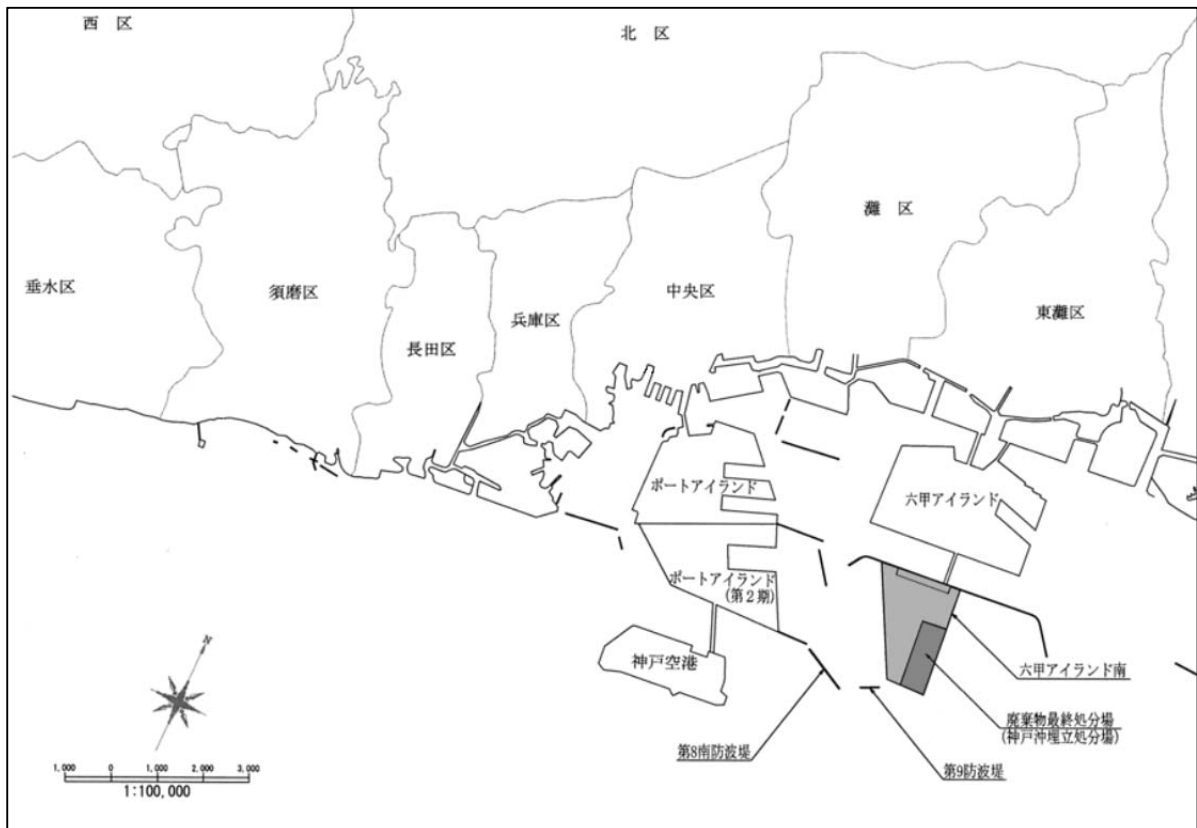 西 区
北 区
灘 区
垂水区
須磨区
中央区
東灘区
兵庫区
長田区
ポートアイランド
六甲アイランド
ポートアイランド
(第2期)
神戸空港
六甲アイランド南
廃棄物最終処分場
(神戸沖埋立処分場)
第8南防波堤
第9防波堤
N
1,000 0 1,000 2,000 3,000
1:100,000